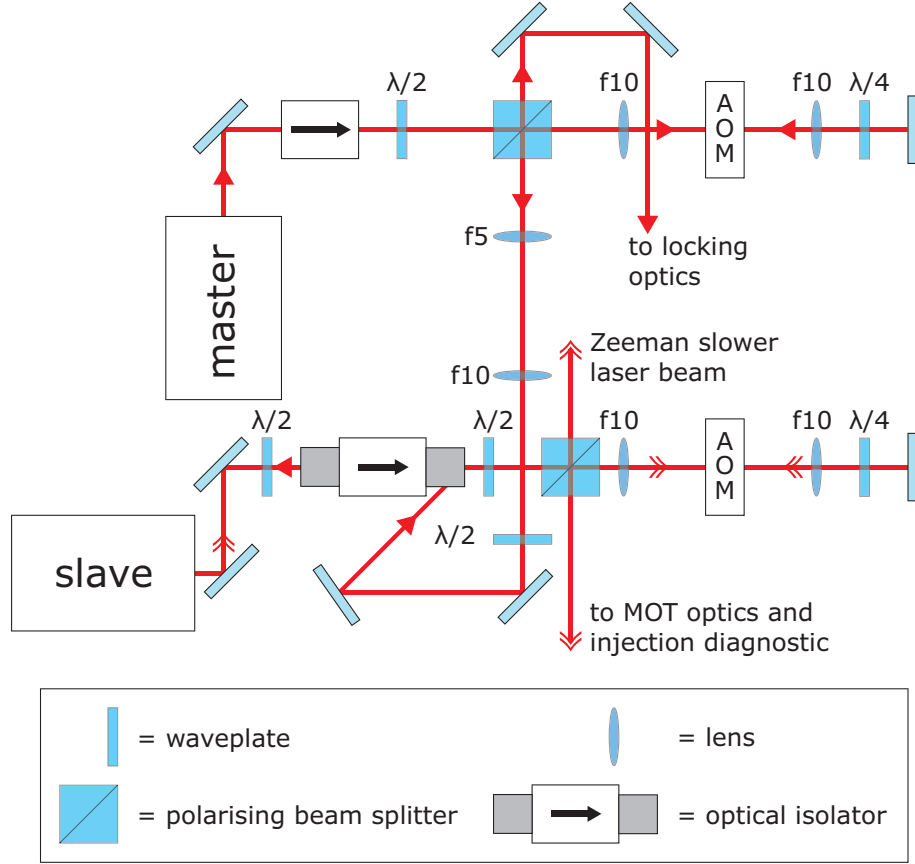 λ/2
f10
A
O
M
f10
λ/4
master
f5
to locking
optics
f10
Zeeman slower
laser beam
λ/2
λ/2
f10
A
O
M
f10
λ/4
λ/2
slave
to MOT optics and
injection diagnostic
= waveplate
= lens
= polarising beam splitter
= optical isolator